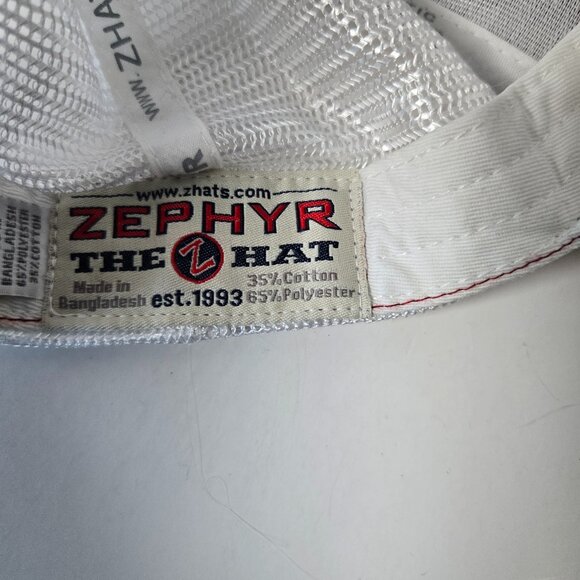 www.ZHA
R
www.zhats.com
ZEPHYR
THE Z HAT
Made in Bangladesh est.1993 35% Cotton 65% Polyester
BANGLADESH
65%POLYESTER
35%COTTON